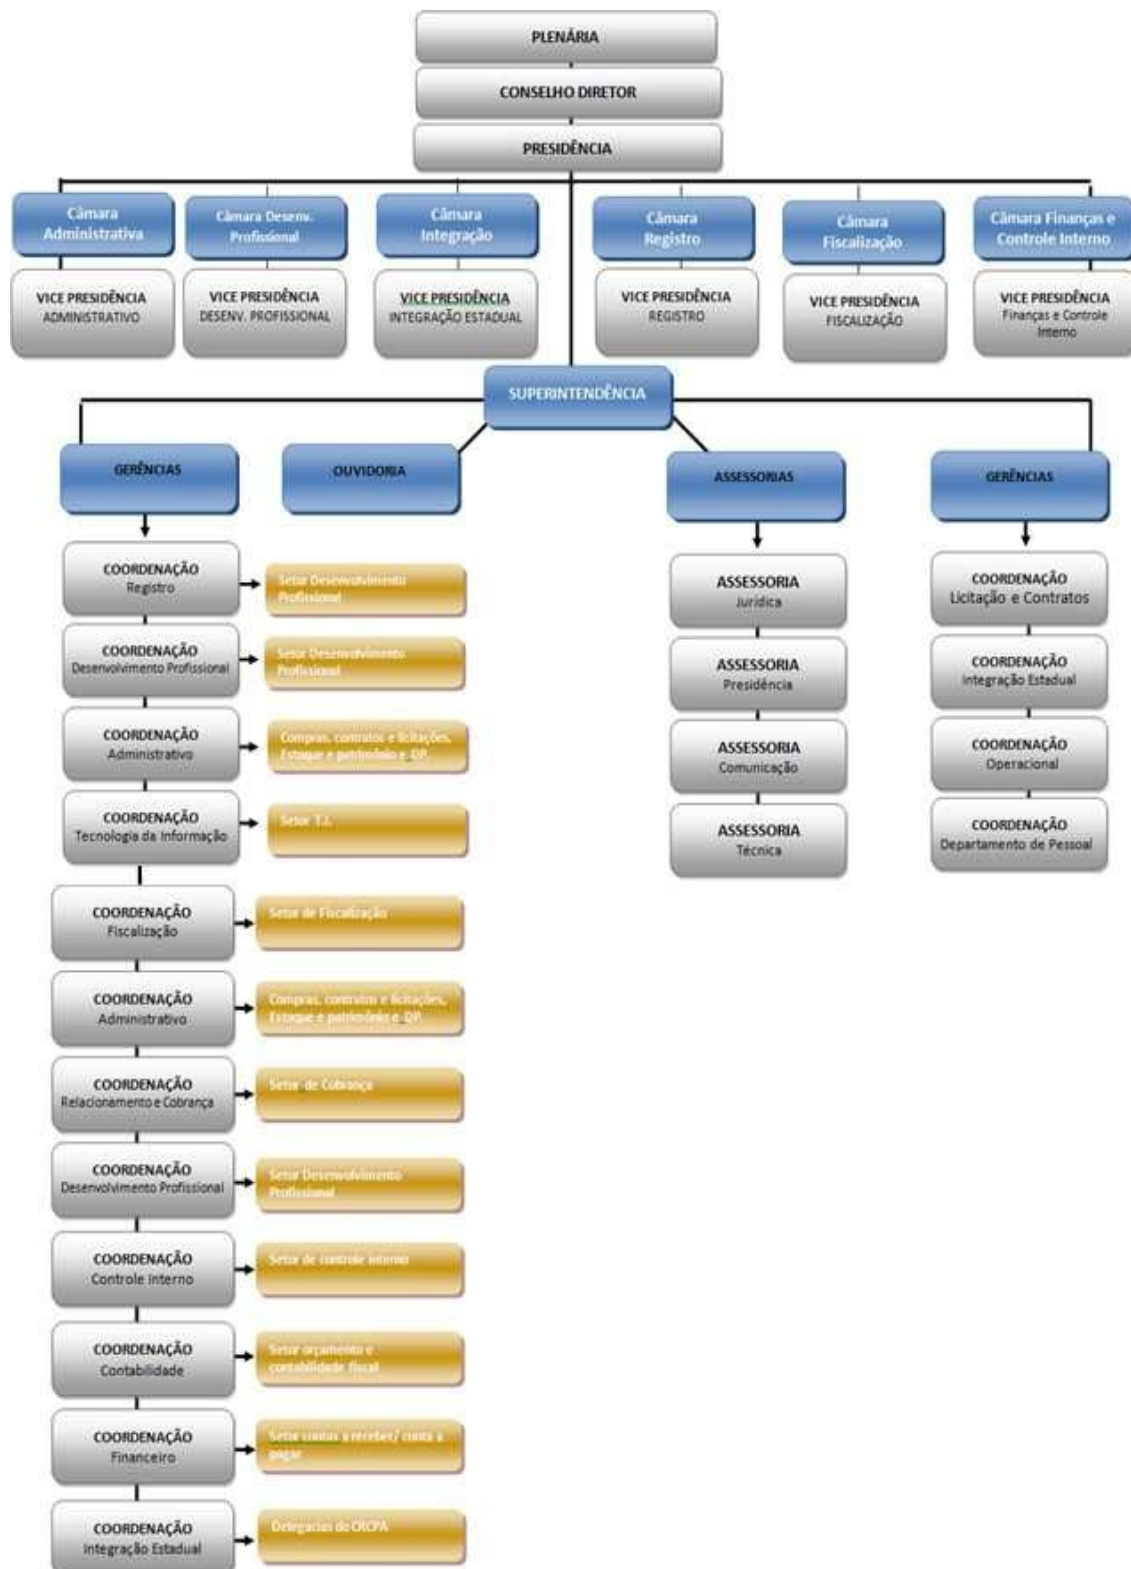 PLENÁRIA
CONSELHO DIRETOR
PRESIDÊNCIA
Câmara
Administrativa
Câmara Desenv.
Profissional
Câmara
Integração
Câmara
Registro
Câmara
Fiscalização
Câmara Finanças e
Controle Interno
VICE PRESIDÊNCIA
ADMINISTRATIVO
VICE PRESIDÊNCIA
DESENV. PROFISSIONAL
VICE PRESIDÊNCIA
INTEGRAÇÃO ESTADUAL
VICE PRESIDÊNCIA
REGISTRO
VICE PRESIDÊNCIA
FISCALIZAÇÃO
VICE PRESIDÊNCIA
Finanças e Controle
Interno
SUPERINTENDÊNCIA
GERÊNCIAS
OUVIDORIA
ASSESSORIAS
GERÊNCIAS
COORDENAÇÃO
Registro
Setor Desenvolvimento
Profissional
COORDENAÇÃO
Desenvolvimento Profissional
Setor Desenvolvimento
Profissional
COORDENAÇÃO
Administrativo
Compras, contratos e licitações,
Estoque e patrimônio e DP.
COORDENAÇÃO
Tecnologia da Informação
Setor T.I.
COORDENAÇÃO
Fiscalização
Setor de Fiscalização
COORDENAÇÃO
Administrativo
Compras, contratos e licitações,
Estoque e patrimônio e DP.
COORDENAÇÃO
Relacionamento e Cobrança
Setor de Cobrança
COORDENAÇÃO
Desenvolvimento Profissional
Setor Desenvolvimento
Profissional
COORDENAÇÃO
Controle Interno
Setor de controle interno
COORDENAÇÃO
Contabilidade
Setor orçamento e
contabilidade fiscal
COORDENAÇÃO
Financeiro
Setor contas a receber/ conta a
pagar
COORDENAÇÃO
Integração Estadual
Delegacias do CRCPA
ASSESSORIA
Jurídica
ASSESSORIA
Presidência
ASSESSORIA
Comunicação
ASSESSORIA
Técnica
COORDENAÇÃO
Licitação e Contratos
COORDENAÇÃO
Integração Estadual
COORDENAÇÃO
Operacional
COORDENAÇÃO
Departamento de Pessoal